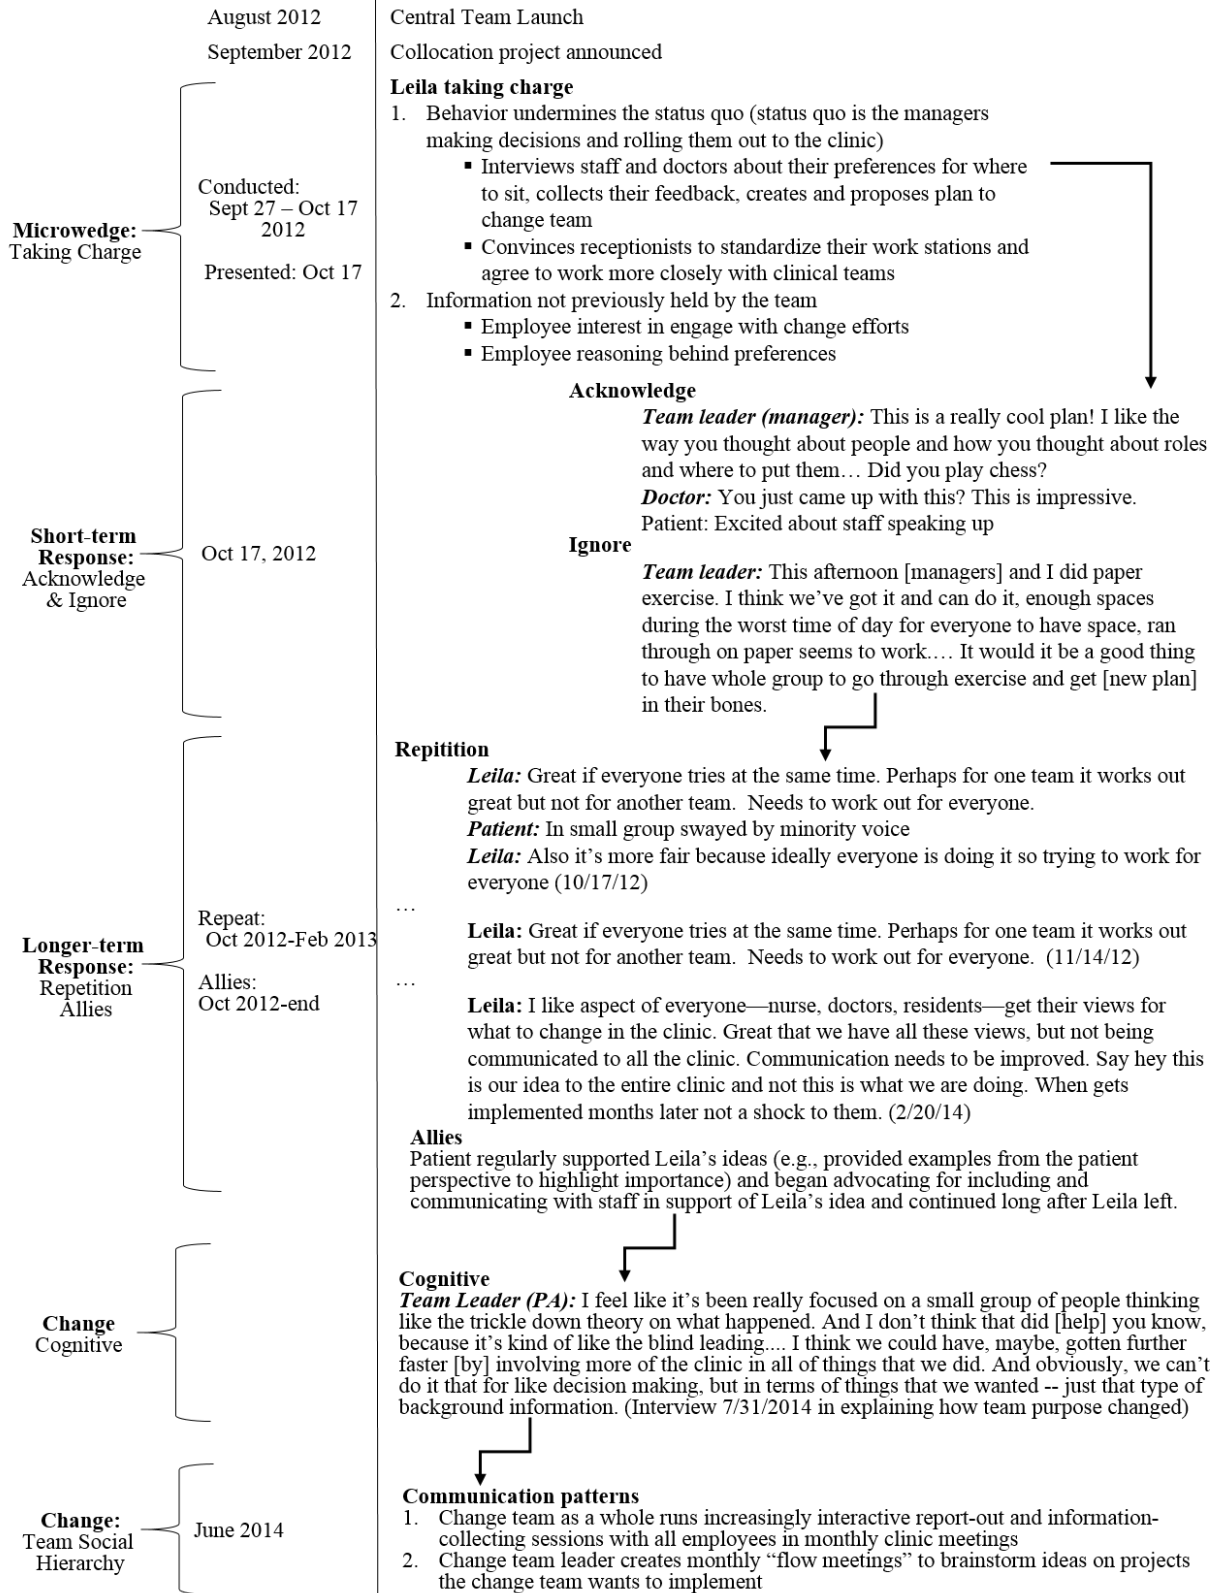 August 2012
Central Team Launch
September 2012
Collocation project announced
Microwedge:
Taking Charge
Conducted:
Sept 27 – Oct 17
2012
Presented: Oct 17
Leila taking charge
1. Behavior undermines the status quo (status quo is the managers
making decisions and rolling them out to the clinic)
▪ Interviews staff and doctors about their preferences for where
to sit, collects their feedback, creates and proposes plan to
change team
▪ Convinces receptionists to standardize their work stations and
agree to work more closely with clinical teams
2. Information not previously held by the team
▪ Employee interest in engage with change efforts
▪ Employee reasoning behind preferences
Short-term
Response:
Acknowledge
& Ignore
Oct 17, 2012
Acknowledge
Team leader (manager): This is a really cool plan! I like the
way you thought about people and how you thought about roles
and where to put them… Did you play chess?
Doctor: You just came up with this? This is impressive.
Patient: Excited about staff speaking up
Ignore
Team leader: This afternoon [managers] and I did paper
exercise. I think we’ve got it and can do it, enough spaces
during the worst time of day for everyone to have space, ran
through on paper seems to work.… It would it be a good thing
to have whole group to go through exercise and get [new plan]
in their bones.
Longer-term
Response:
Repetition
Allies
Repeat:
Oct 2012-Feb 2013
Allies:
Oct 2012-end
Repitition
Leila: Great if everyone tries at the same time. Perhaps for one team it works out
great but not for another team. Needs to work out for everyone.
Patient: In small group swayed by minority voice
Leila: Also it’s more fair because ideally everyone is doing it so trying to work for
everyone (10/17/12)
…
Leila: Great if everyone tries at the same time. Perhaps for one team it works out
great but not for another team. Needs to work out for everyone. (11/14/12)
…
Leila: I like aspect of everyone—nurse, doctors, residents—get their views for
what to change in the clinic. Great that we have all these views, but not being
communicated to all the clinic. Communication needs to be improved. Say hey this
is our idea to the entire clinic and not this is what we are doing. When gets
implemented months later not a shock to them. (2/20/14)
Allies
Patient regularly supported Leila’s ideas (e.g., provided examples from the patient
perspective to highlight importance) and began advocating for including and
communicating with staff in support of Leila’s idea and continued long after Leila left.
Change
Cognitive
Cognitive
Team Leader (PA): I feel like it’s been really focused on a small group of people thinking
like the trickle down theory on what happened. And I don’t think that did [help] you know,
because it’s kind of like the blind leading.... I think we could have, maybe, gotten further
faster [by] involving more of the clinic in all of things that we did. And obviously, we can’t
do it that for like decision making, but in terms of things that we wanted -- just that type of
background information. (Interview 7/31/2014 in explaining how team purpose changed)
Change:
Team Social
Hierarchy
June 2014
Communication patterns
1. Change team as a whole runs increasingly interactive report-out and information-
collecting sessions with all employees in monthly clinic meetings
2. Change team leader creates monthly “flow meetings” to brainstorm ideas on projects
the change team wants to implement